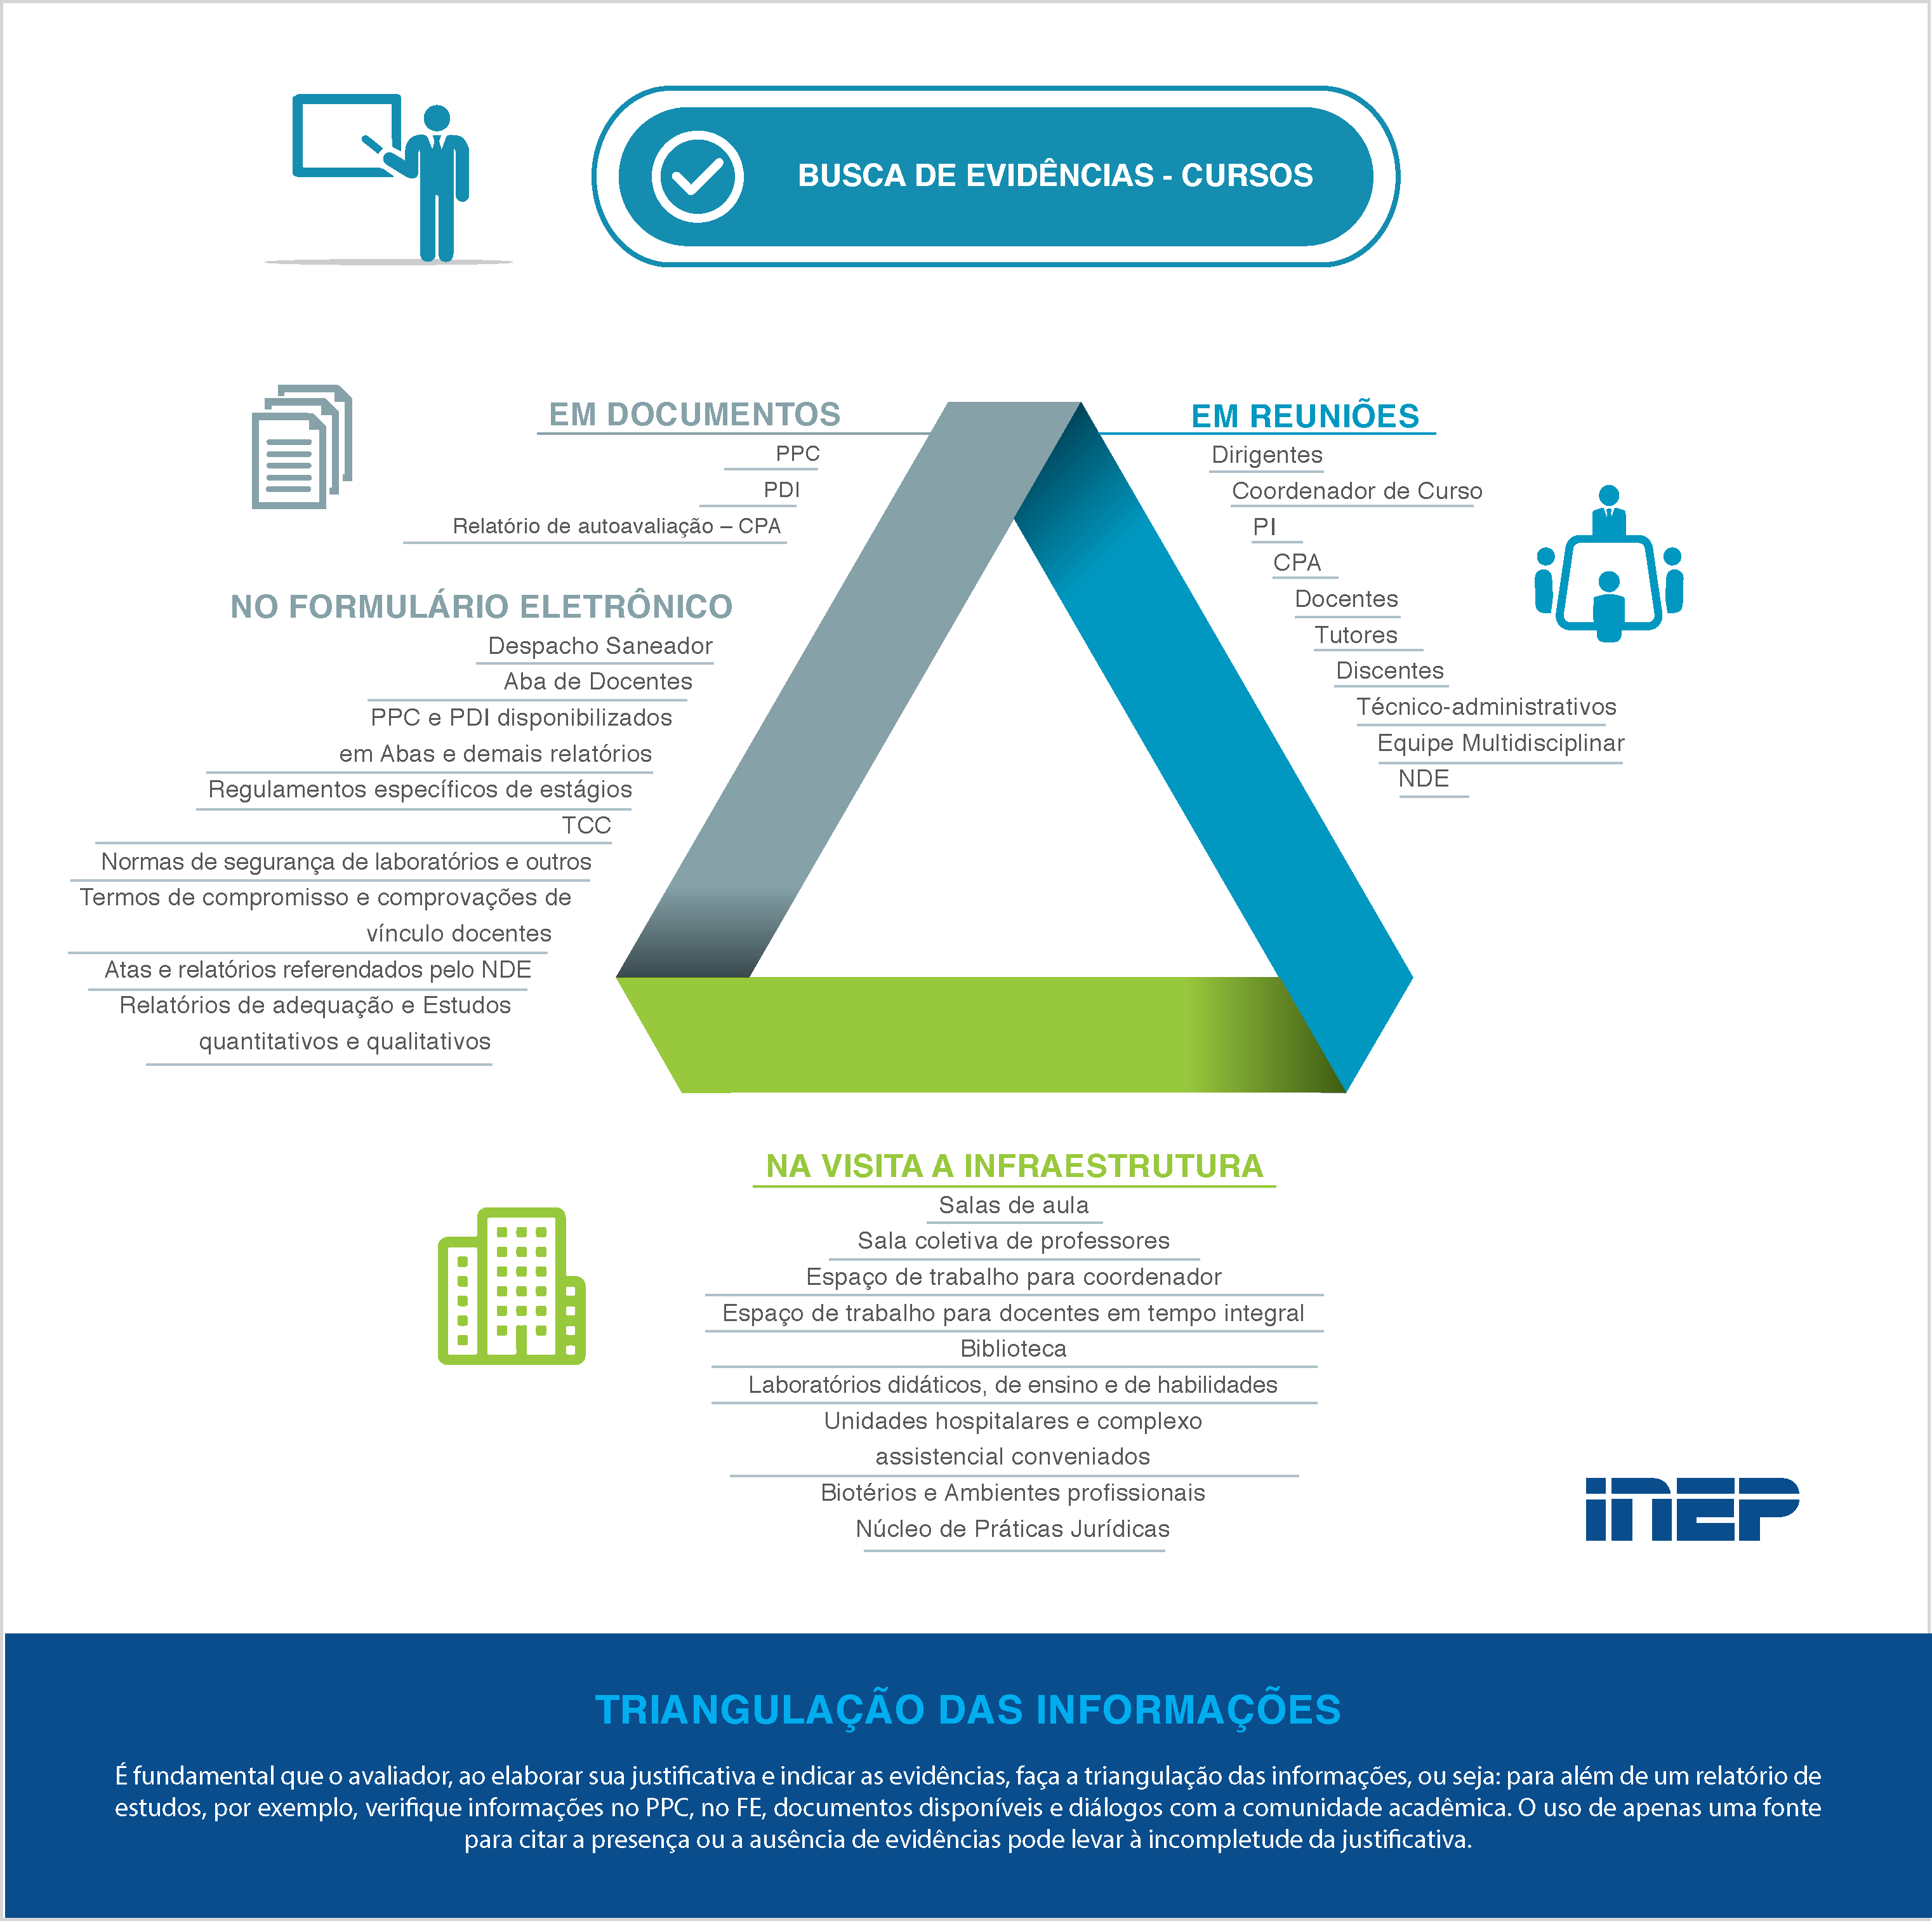 BUSCA DE EVIDÊNCIAS - CURSOS
EM DOCUMENTOS
PPC
PDI
Relatório de autoavaliação – CPA
NO FORMULÁRIO ELETRÔNICO
Despacho Saneador
Aba de Docentes
PPC e PDI disponibilizados
em Abas e demais relatórios
Regulamentos específicos de estágios
TCC
Normas de segurança de laboratórios e outros
Termos de compromisso e comprovações de
vínculo docentes
Atas e relatórios referendados pelo NDE
Relatórios de adequação e Estudos
quantitativos e qualitativos
EM REUNIÕES
Dirigentes
Coordenador de Curso
PI
CPA
Docentes
Tutores
Discentes
Técnico-administrativos
Equipe Multidisciplinar
NDE
NA VISITA A INFRAESTRUTURA
Salas de aula
Sala coletiva de professores
Espaço de trabalho para coordenador
Espaço de trabalho para docentes em tempo integral
Biblioteca
Laboratórios didáticos, de ensino e de habilidades
Unidades hospitalares e complexo
assistencial conveniados
Biotérios e Ambientes profissionais
Núcleo de Práticas Jurídicas
INEP
TRIANGULAÇÃO DAS INFORMAÇÕES
É fundamental que o avaliador, ao elaborar sua justificativa e indicar as evidências, faça a triangulação das informações, ou seja: para além de um relatório de
estudos, por exemplo, verifique informações no PPC, no FE, documentos disponíveis e diálogos com a comunidade acadêmica. O uso de apenas uma fonte
para citar a presença ou a ausência de evidências pode levar à incompletude da justificativa.